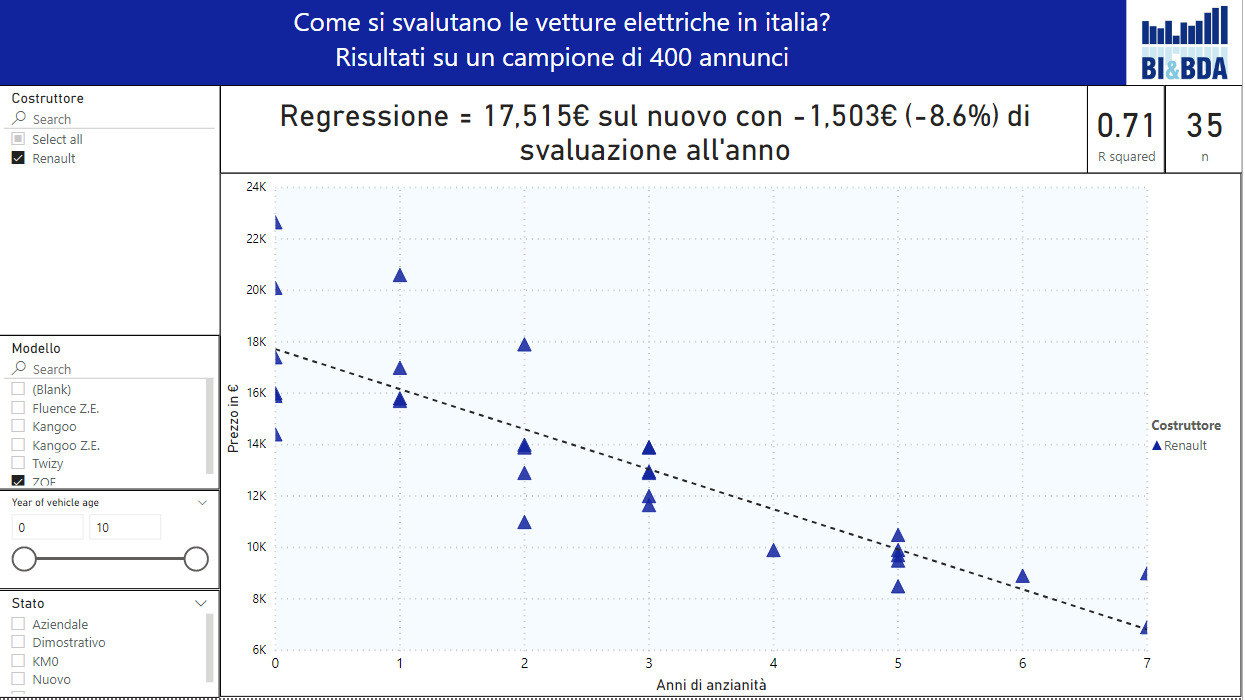 Come si svalutano le vetture elettriche in italia?
Risultati su un campione di 400 annunci
BI&BDA
Costruttore
Search
Select all
Renault
Regressione = 17,515€ sul nuovo con -1,503€ (-8.6%) di
svaluazione all'anno
0.71
R squared
35
n
24K
22K
20K
18K
16K
14K
12K
10K
8K
6K
Prezzo in €
0 1 2 3 4 5 6 7
Anni di anzianità
Costruttore
Renault
Modello
Search
(Blank)
Fluence Z.E.
Kangoo
Kangoo Z.E.
Twizy
ZOE
Year of vehicle age
0 10
Stato
Aziendale
Dimostrativo
KM0
Nuovo